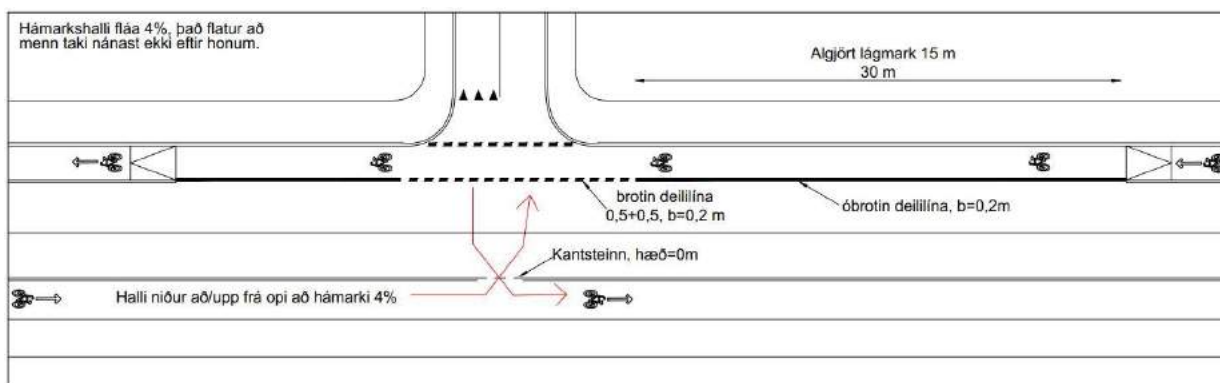 Hámarkshalli fláa 4%, það flatur að
menn taki nánast ekki eftir honum.
Algjört lágmark 15 m
30 m
brotin deililína
0,5+0,5, b=0,2 m
óbrotin deililína, b=0,2m
Kantsteinn, hæð=0m
Halli niður að/upp frá opi að hámarki 4%